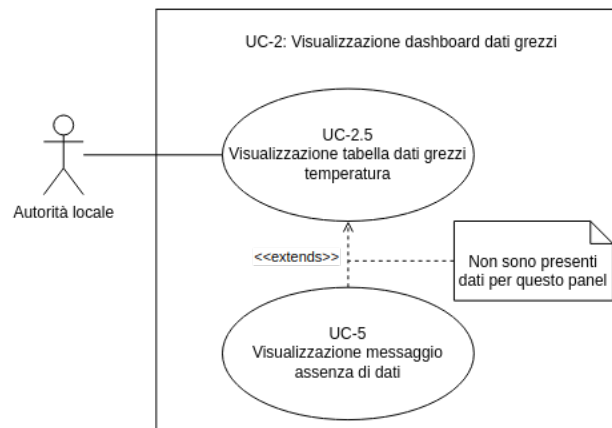 UC-2: Visualizzazione dashboard dati grezzi
UC-2.5
Visualizzazione tabella dati grezzi
temperatura
Autorità locale
<<extends>>
Non sono presenti
dati per questo panel
UC-5
Visualizzazione messaggio
assenza di dati